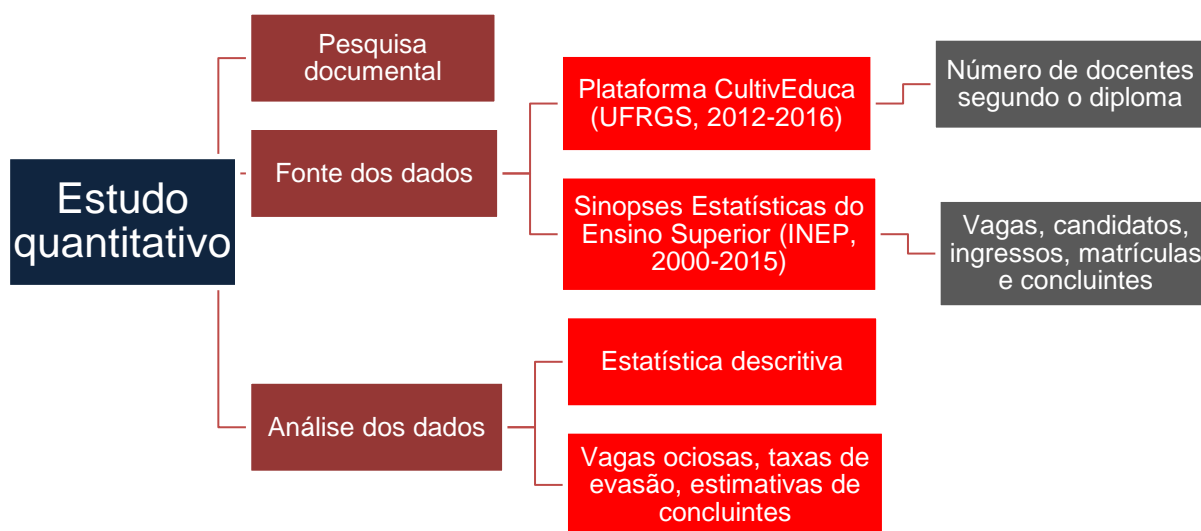 Estudo
quantitativo
Pesquisa
documental
Fonte dos dados
Plataforma CultivEduca
(UFRGS, 2012-2016)
Número de docentes
segundo o diploma
Sinopses Estatísticas do
Ensino Superior (INEP,
2000-2015)
Vagas, candidatos,
ingressos, matrículas
e concluintes
Análise dos dados
Estatística descritiva
Vagas ociosas, taxas de
evasão, estimativas de
concluintes